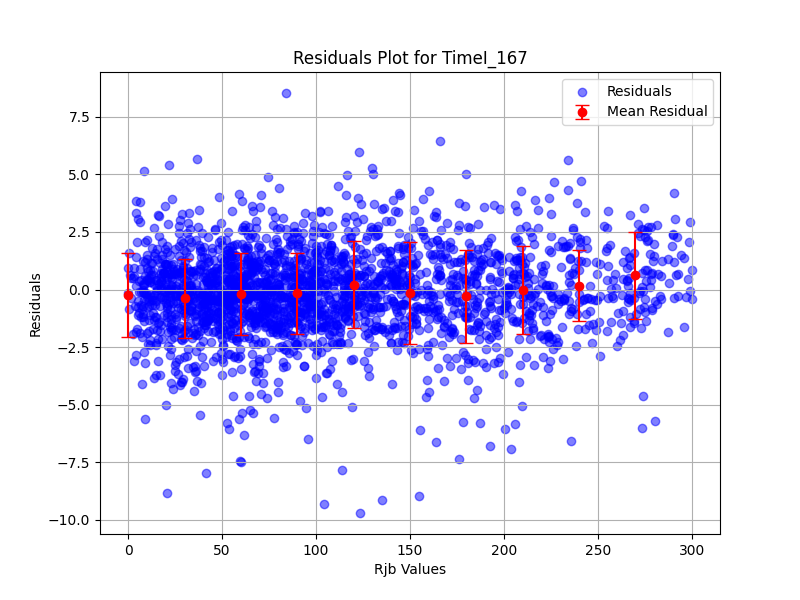 Residuals Plot for TimeI_167
Residuals
Mean Residual
7.5
5.0
2.5
0.0
−2.5
−5.0
−7.5
−10.0
Residuals
0 50 100 150 200 250 300
Rjb Values